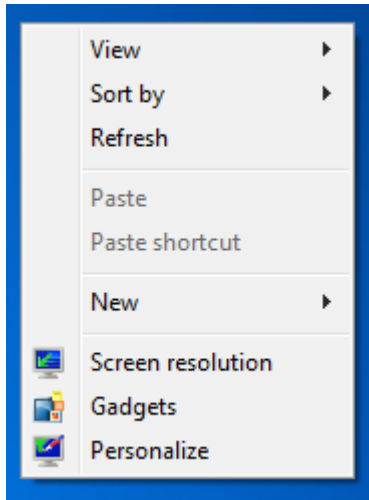 View
Sort by
Refresh
Paste
Paste shortcut
New
Screen resolution
Gadgets
Personalize